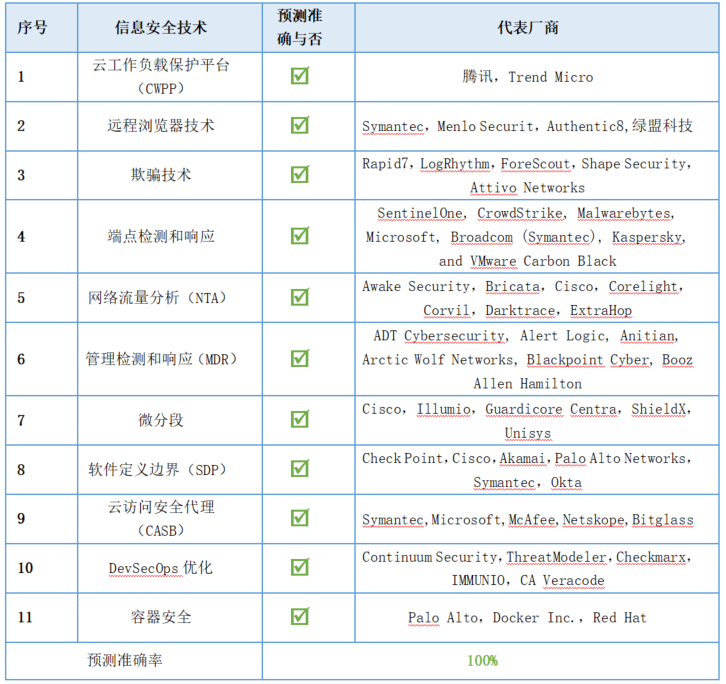 序号
信息安全技术
预测准
确与否
代表厂商
1
云工作负载保护平台
（CWPP）
腾讯，Trend Micro
2
远程浏览器技术
Symantec，Menlo Securit，Authentic8,绿盟科技
3
欺骗技术
Rapid7，LogRhythm，ForeScout，Shape Security，
Attivo Networks
4
端点检测和响应
SentinelOne, CrowdStrike, Malwarebytes,
Microsoft, Broadcom (Symantec), Kaspersky,
and VMware Carbon Black
5
网络流量分析（NTA）
Awake Security，Bricata，Cisco，Corelight，
Corvil，Darktrace，ExtraHop
6
管理检测和响应（MDR）
ADT Cybersecurity, Alert Logic, Anitian,
Arctic Wolf Networks, Blackpoint Cyber, Booz
Allen Hamilton
7
微分段
Cisco，Illumio，Guardicore Centra，ShieldX，
Unisys
8
软件定义边界（SDP）
Check Point，Cisco，Akamai，Palo Alto Networks，
Symantec，Okta
9
云访问安全代理
（CASB）
Symantec,Microsoft,McAfee,Netskope,Bitglass
10
DevSecOps 优化
Continuum Security，ThreatModeler，Checkmarx，
IMMUNIO，CA Veracode
11
容器安全
Palo Alto，Docker Inc.，Red Hat
预测准确率
100%